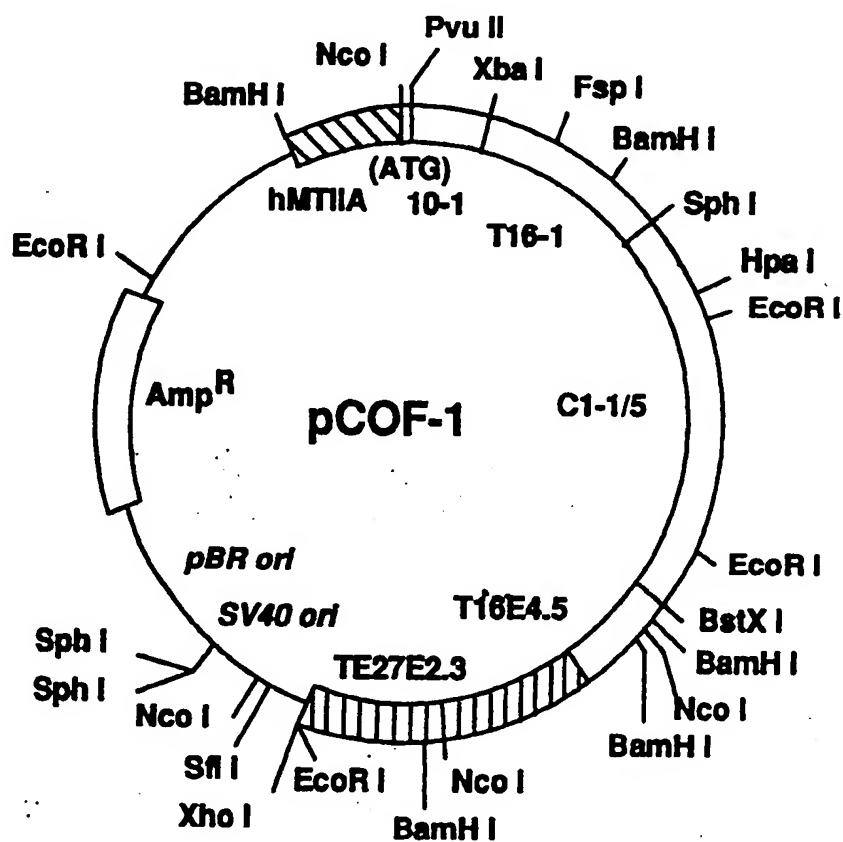 Pvu II
Nco I
Xba I
BamH I
Fsp I
BamH I
(ATG)
hMTIIA
10-1
Sph I
T16-1
EcoR I
Hpa I
EcoR I
Amp^R
C1-1/5
pCOF-1
pBR ori
EcoR I
SV40 ori
T16E4.5
BstX I
Sph I
TE27E2.3
BamH I
Sph I
Nco I
Nco I
BamH I
Sfi I
EcoR I
Nco I
Xho I
BamH I